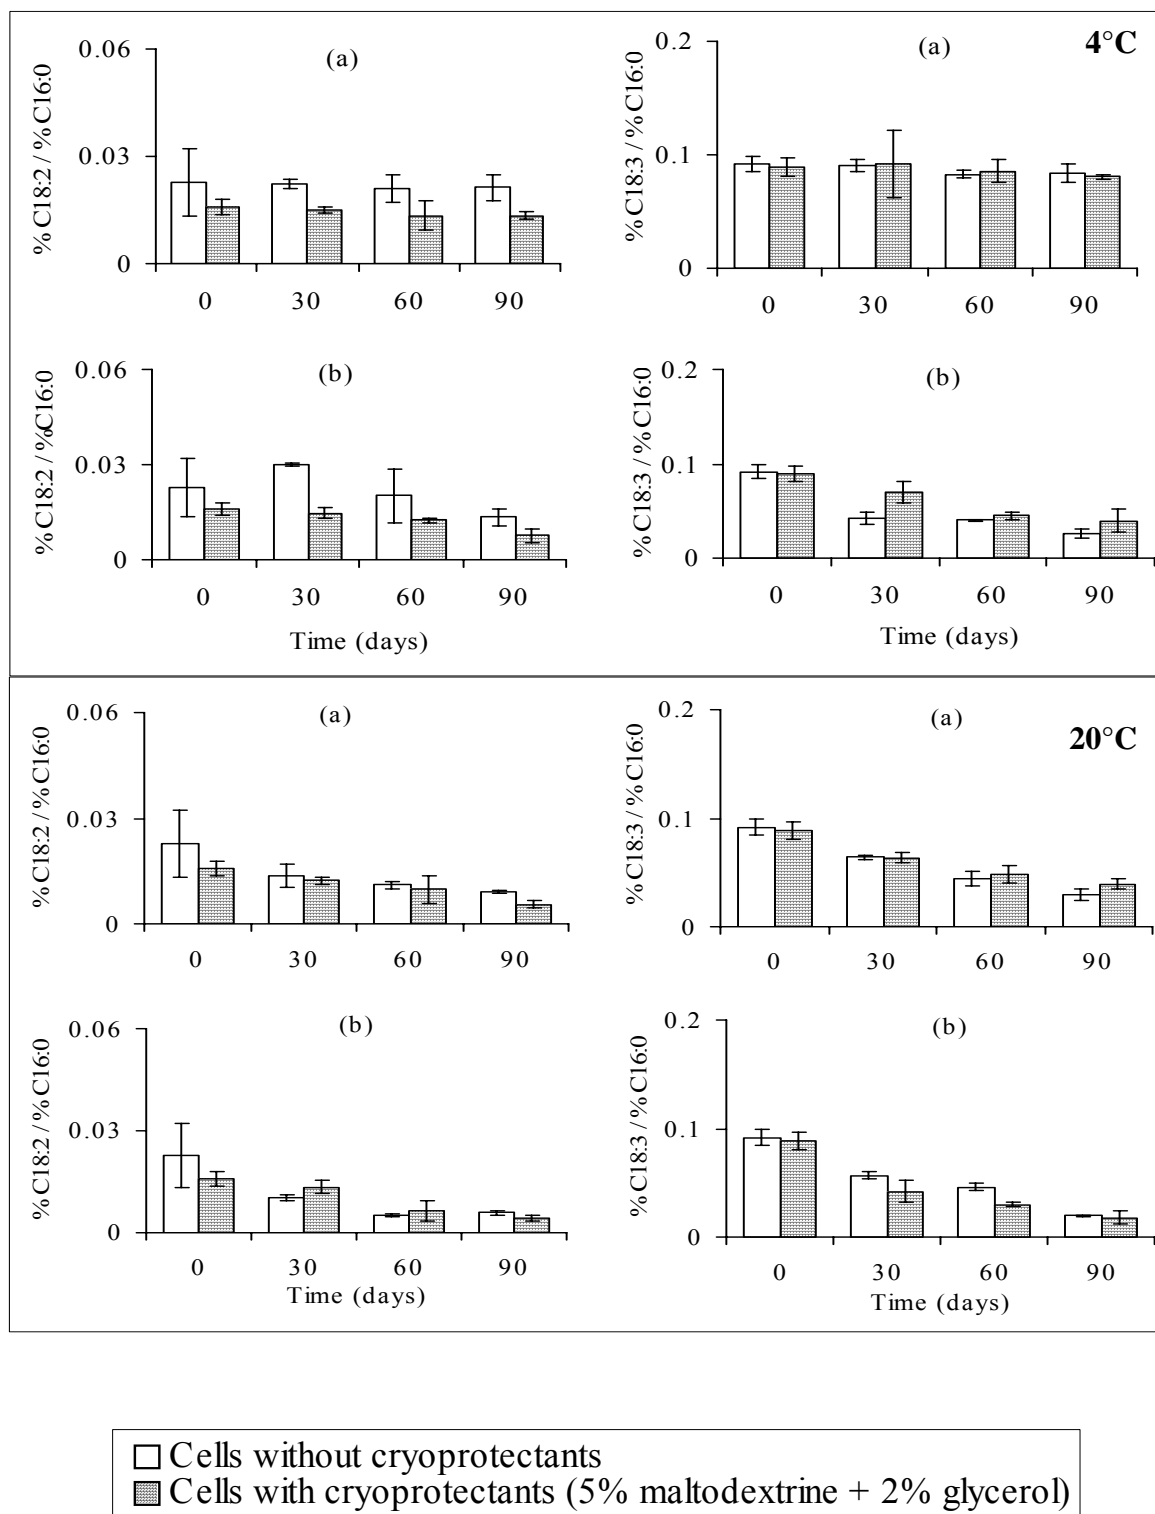 (a)
%C18:2 / %C16:0
0.06
0.03
0
0 30 60 90
(a)
4°C
%C18:3 / %C16:0
0.2
0.1
0
0 30 60 90
(b)
%C18:2 / %C16:0
0.06
0.03
0
0 30 60 90
Time (days)
(b)
%C18:3 / %C16:0
0.2
0.1
0
0 30 60 90
Time (days)
(a)
%C18:2 / %C16:0
0.06
0.03
0
0 30 60 90
(a)
20°C
%C18:3 / %C16:0
0.2
0.1
0
0 30 60 90
(b)
%C18:2 / %C16:0
0.06
0.03
0
0 30 60 90
Time (days)
(b)
%C18:3 / %C16:0
0.2
0.1
0
0 30 60 90
Time (days)
Cells without cryoprotectants
Cells with cryoprotectants (5% maltodextrine + 2% glycerol)